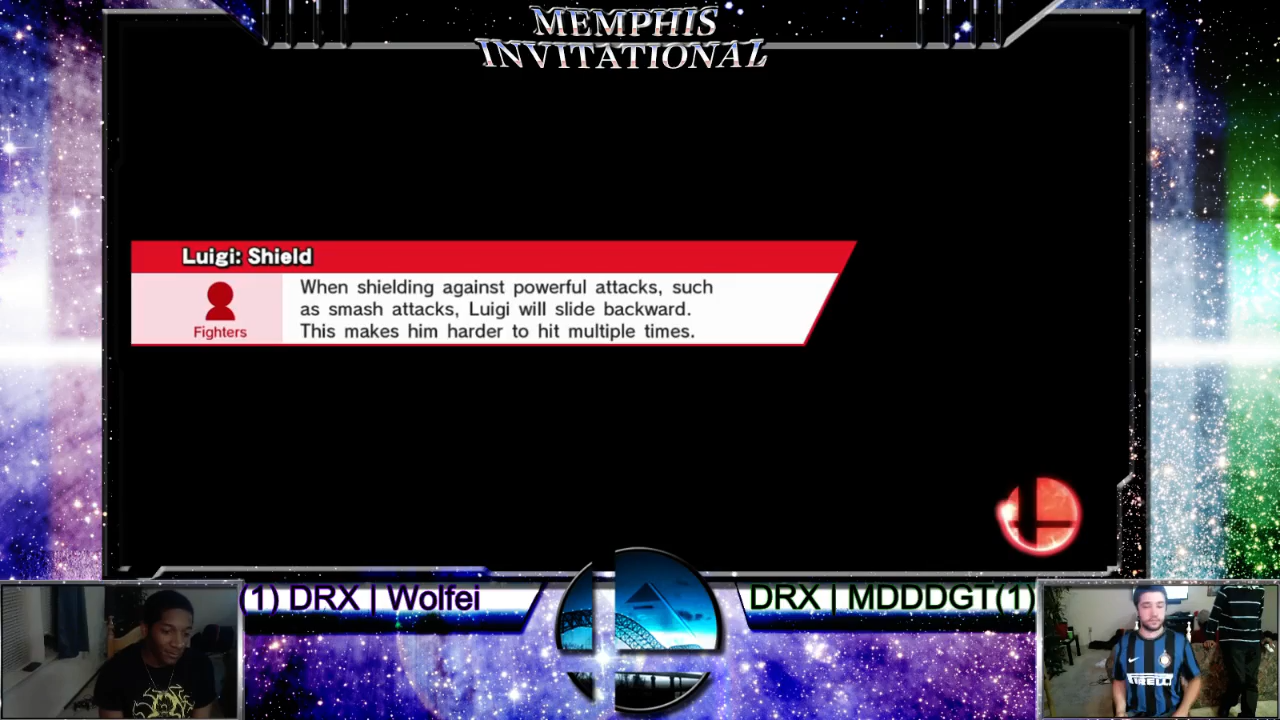 MEMPHIS
INVITATIONAL
Luigi: Shield
Fighters
When shielding against powerful attacks, such
as smash attacks, Luigi will slide backward.
This makes him harder to hit multiple times.
(1) DRX | Wolfei
DRX | MDDDGT(1)
PIRELLI